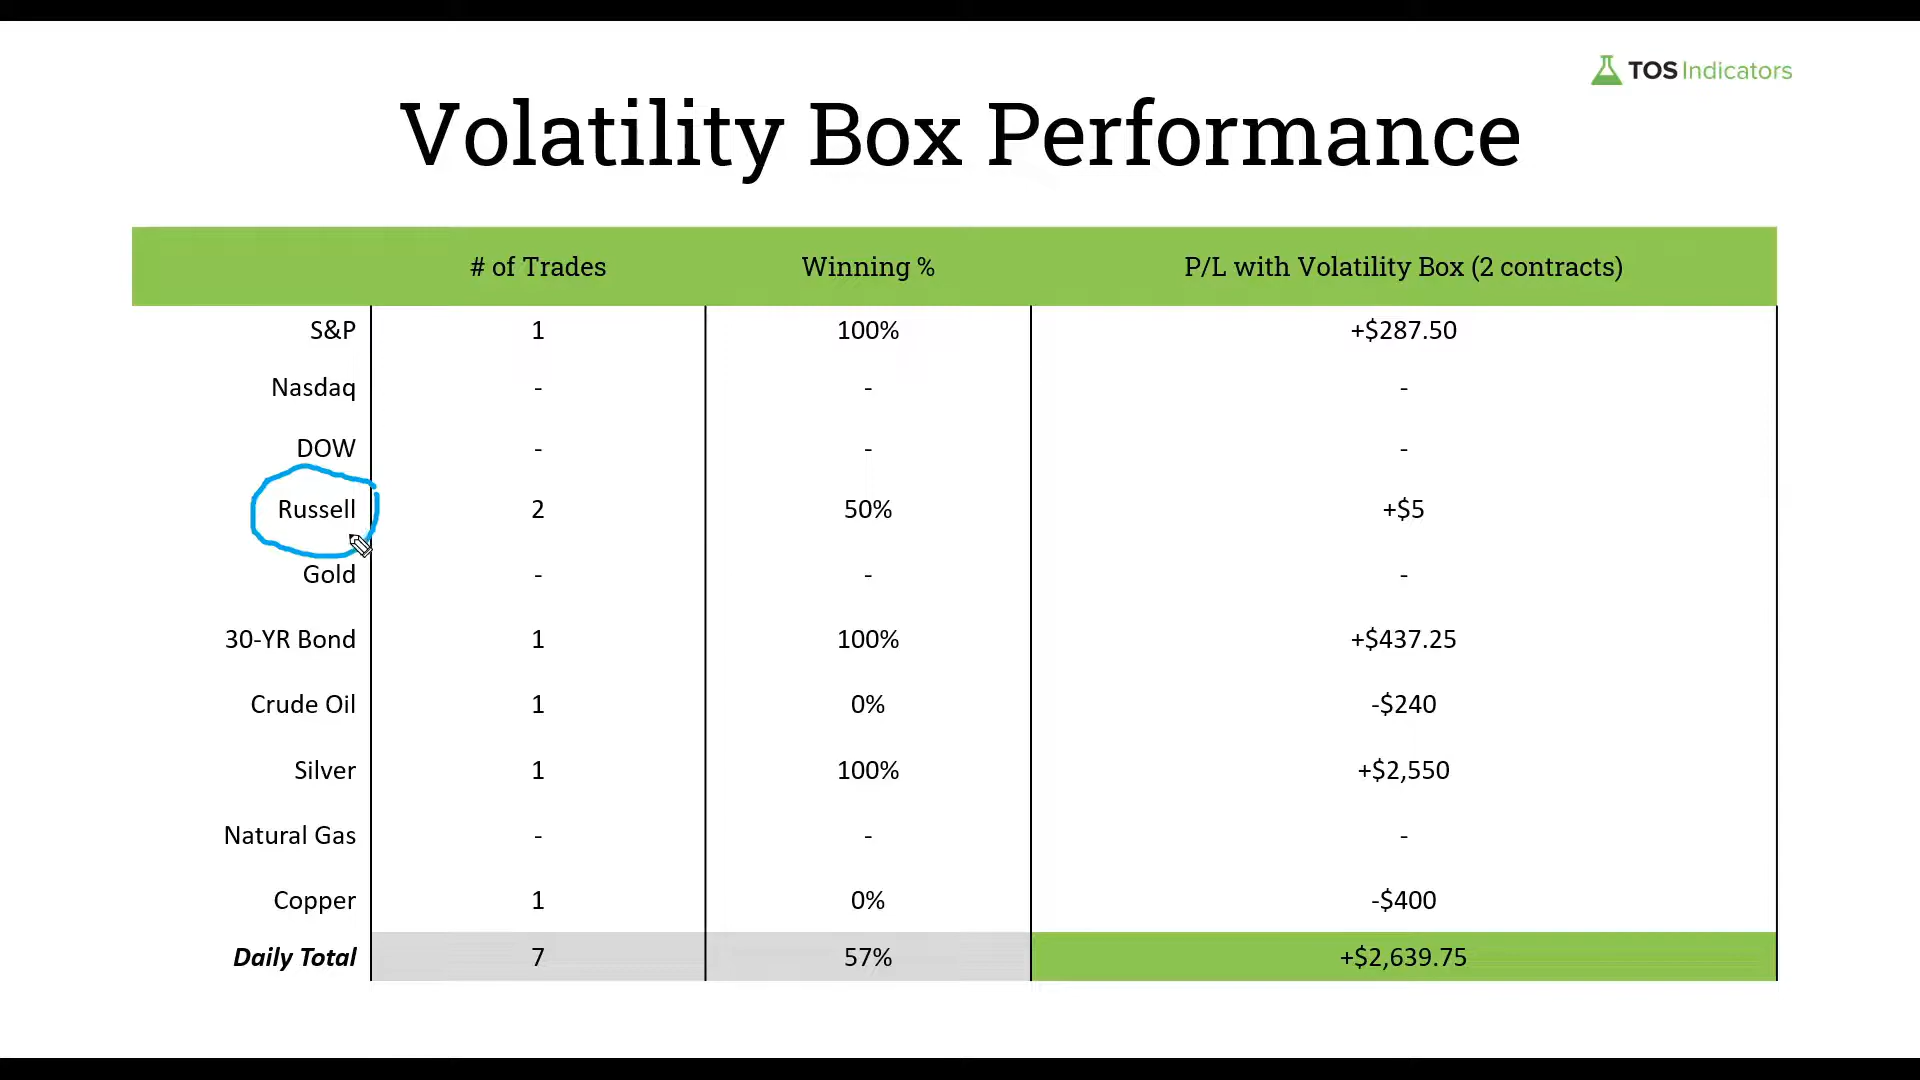 TOS Indicators
Volatility Box Performance
# of Trades Winning % P/L with Volatility Box (2 contracts)
S&P 1 100% +$287.50
Nasdaq - - -
DOW - - -
Russell 2 50% +$5
Gold - - -
30-YR Bond 1 100% +$437.25
Crude Oil 1 0% -$240
Silver 1 100% +$2,550
Natural Gas - - -
Copper 1 0% -$400
Daily Total 7 57% +$2,639.75